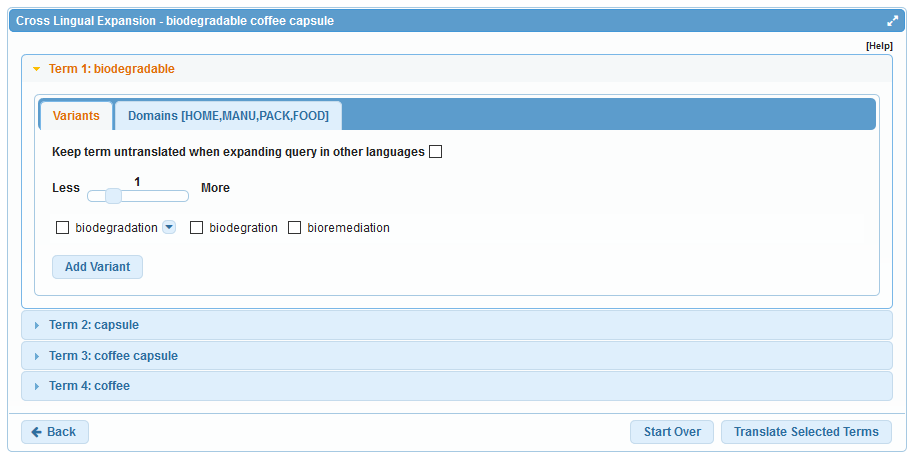 Cross Lingual Expansion - biodegradable coffee capsule
[Help]
Term 1: biodegradable
Variants Domains [HOME,MANU,PACK,FOOD]
Keep term untranslated when expanding query in other languages
1
Less More
biodegradation biodegration bioremediation
Add Variant
Term 2: capsule
Term 3: coffee capsule
Term 4: coffee
Back Start Over Translate Selected Terms